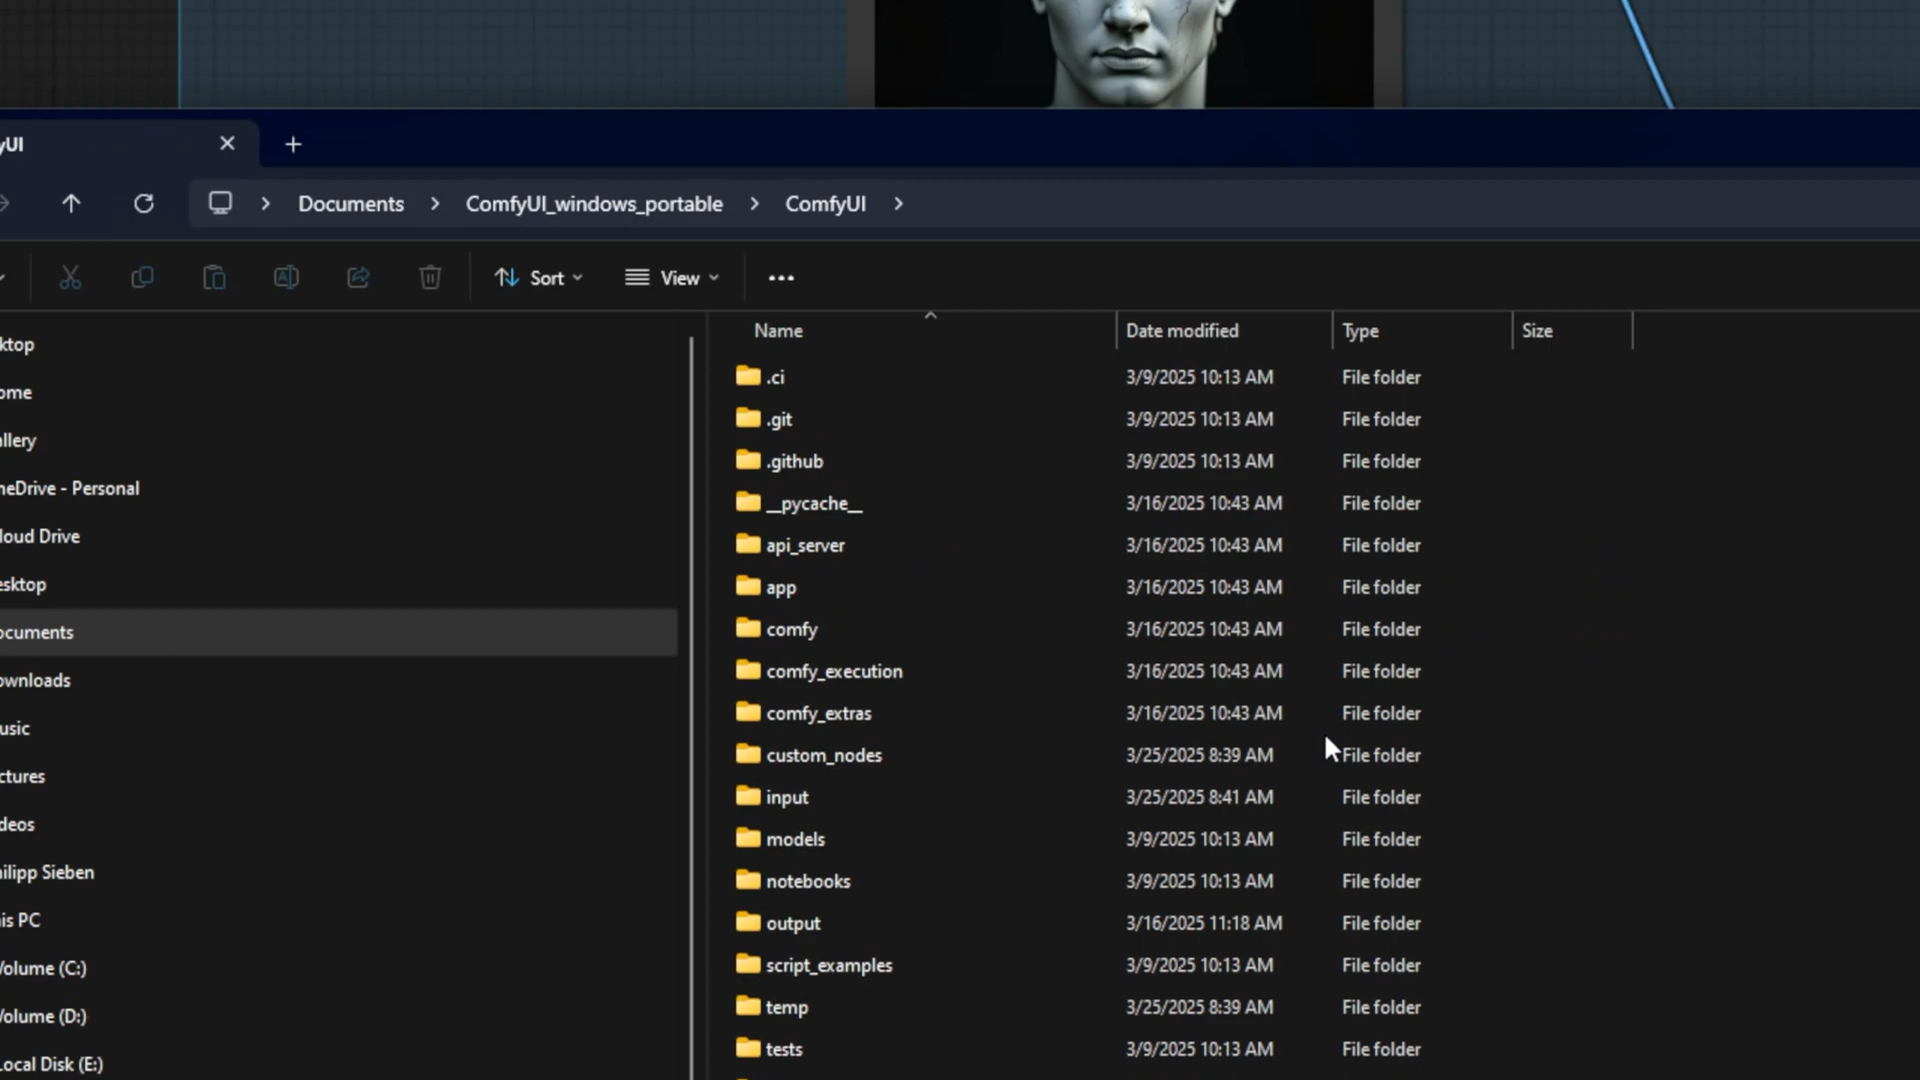 yUI
Documents > ComfyUI_windows_portable > ComfyUI >
Sort View •••
Name Date modified Type Size
ktop
ome
allery
neDrive - Personal
loud Drive
esktop
ocuments
ownloads
usic
ctures
deos
hilipp Sieben
is PC
Volume (C:)
Volume (D:)
Local Disk (E:)
.ci 3/9/2025 10:13 AM File folder
.git 3/9/2025 10:13 AM File folder
.github 3/9/2025 10:13 AM File folder
__pycache__ 3/16/2025 10:43 AM File folder
api_server 3/16/2025 10:43 AM File folder
app 3/16/2025 10:43 AM File folder
comfy 3/16/2025 10:43 AM File folder
comfy_execution 3/16/2025 10:43 AM File folder
comfy_extras 3/16/2025 10:43 AM File folder
custom_nodes 3/25/2025 8:39 AM File folder
input 3/25/2025 8:41 AM File folder
models 3/9/2025 10:13 AM File folder
notebooks 3/9/2025 10:13 AM File folder
output 3/16/2025 11:18 AM File folder
script_examples 3/9/2025 10:13 AM File folder
temp 3/25/2025 8:39 AM File folder
tests 3/9/2025 10:13 AM File folder